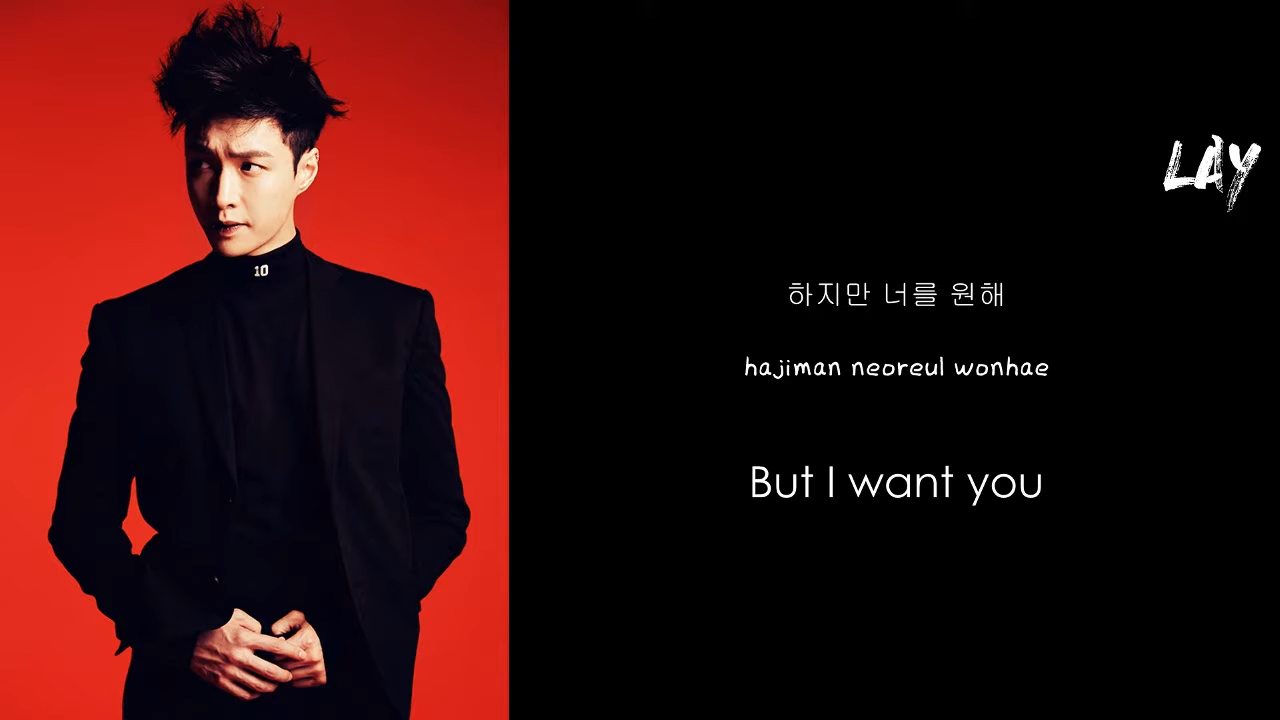 LAY
10
하지만 너를 원해
hajiman neoreul wonhae
But I want you